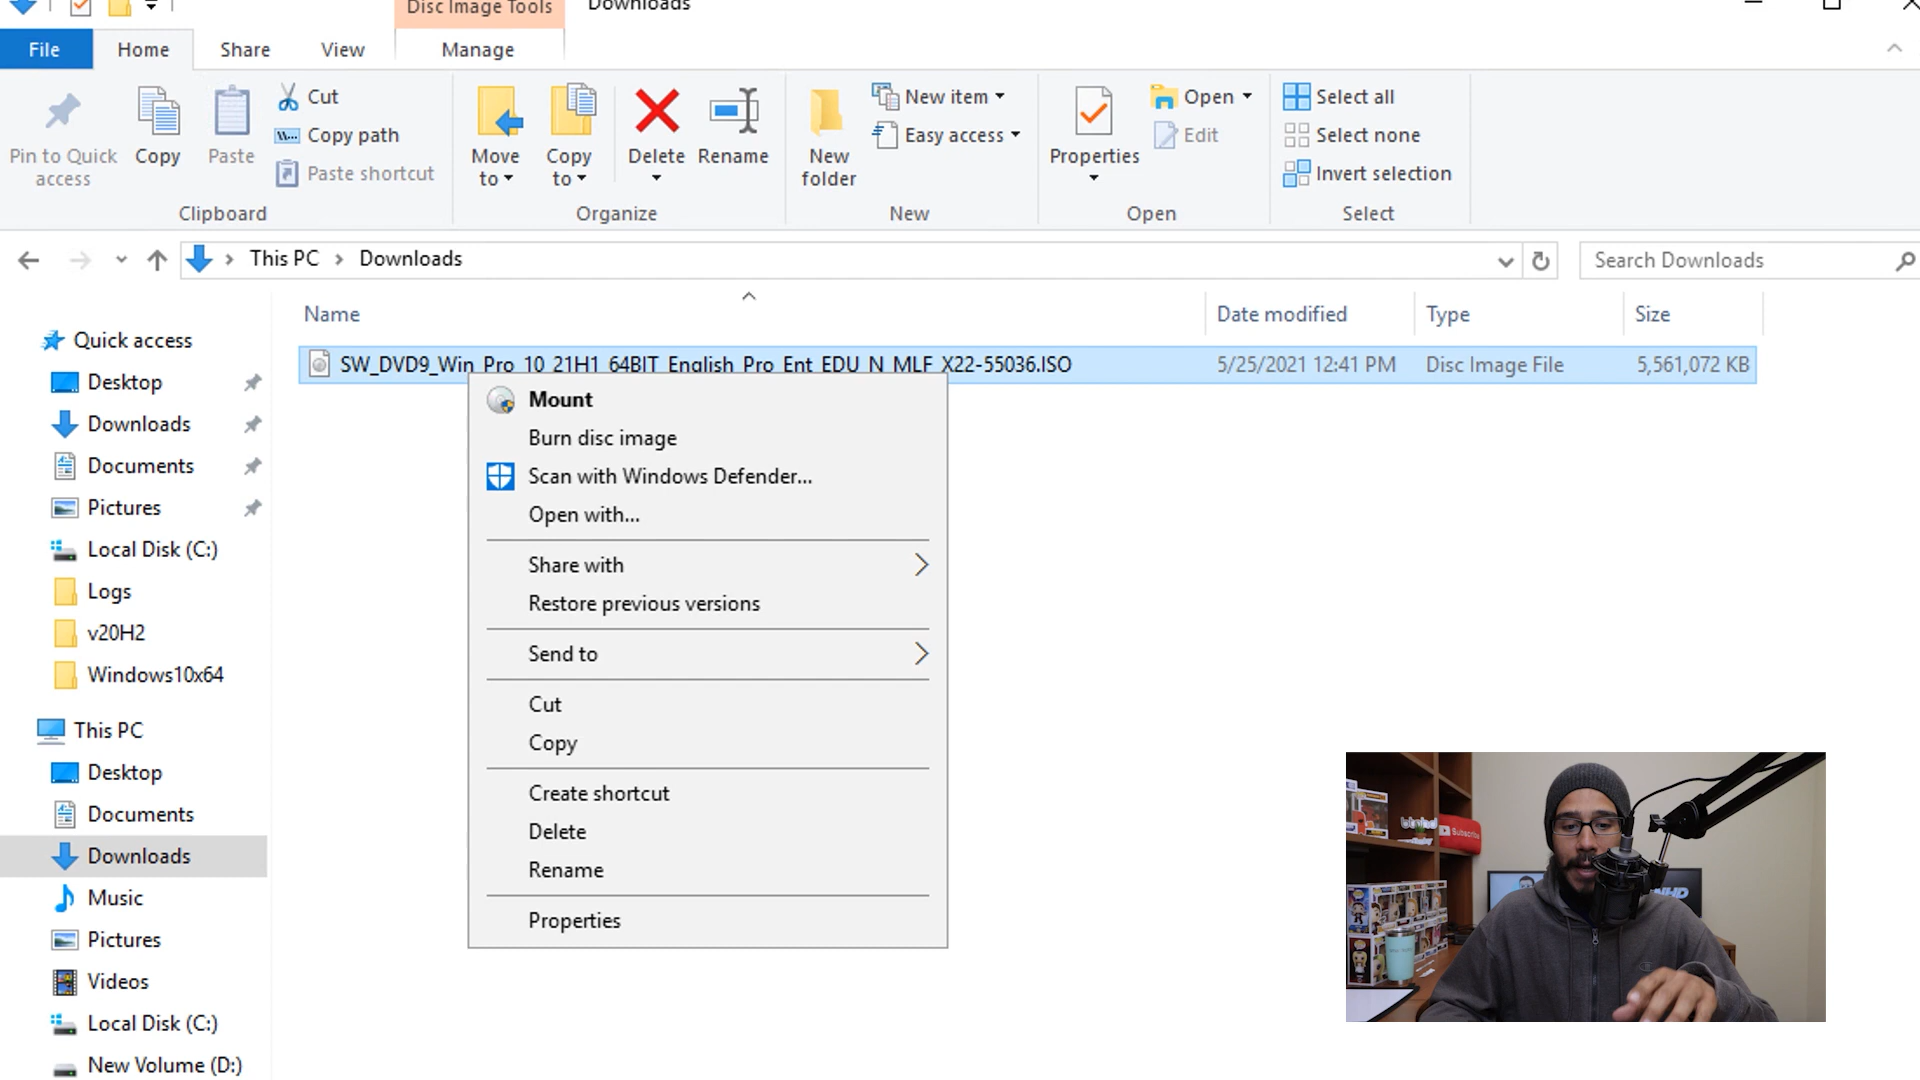 Disc Image Tools
Downloads
File
Home
Share
View
Manage
Pin to Quick access
Copy
Paste
Cut
Copy path
Paste shortcut
Clipboard
Move to
Copy to
Delete
Rename
Organize
New folder
New item
Easy access
New
Properties
Open
Edit
Open
Select all
Select none
Invert selection
Select
This PC
Downloads
Search Downloads
Name
Date modified
Type
Size
SW_DVD9_Win_Pro_10_21H1_64BIT_English_Pro_Ent_EDU_N_MLF_X22-55036.ISO
5/25/2021 12:41 PM
Disc Image File
5,561,072 KB
Quick access
Desktop
Downloads
Documents
Pictures
Local Disk (C:)
Logs
v20H2
Windows10x64
This PC
Desktop
Documents
Downloads
Music
Pictures
Videos
Local Disk (C:)
New Volume (D:)
Mount
Burn disc image
Scan with Windows Defender...
Open with...
Share with
Restore previous versions
Send to
Cut
Copy
Create shortcut
Delete
Rename
Properties
Subscribe